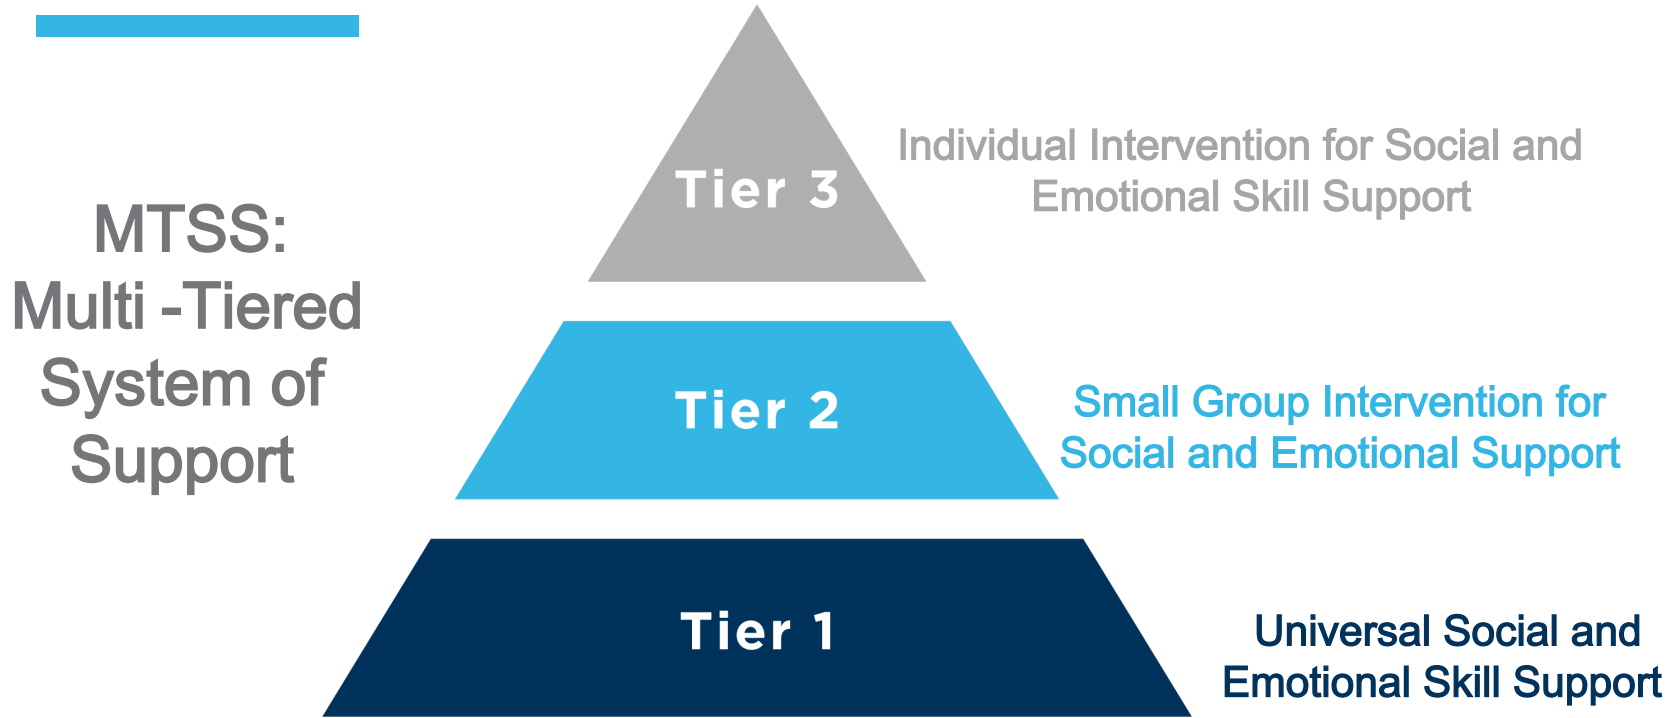 MTSS:
Multi -Tiered
System of
Support
Tier 3
Individual Intervention for Social and
Emotional Skill Support
Tier 2
Small Group Intervention for
Social and Emotional Support
Tier 1
Universal Social and
Emotional Skill Support